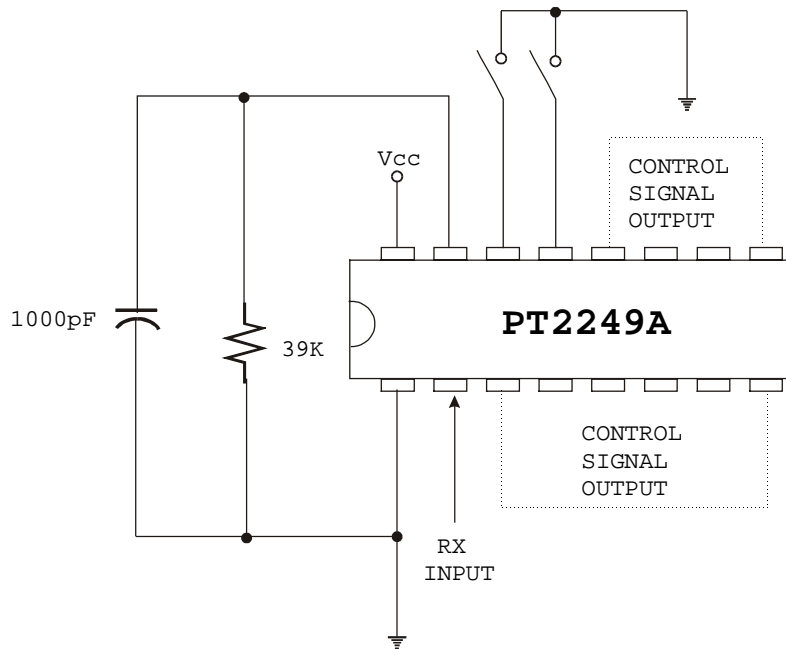 Vcc
CONTROL
SIGNAL
OUTPUT
1000pF
39K
PT2249A
CONTROL
SIGNAL
OUTPUT
RX
INPUT